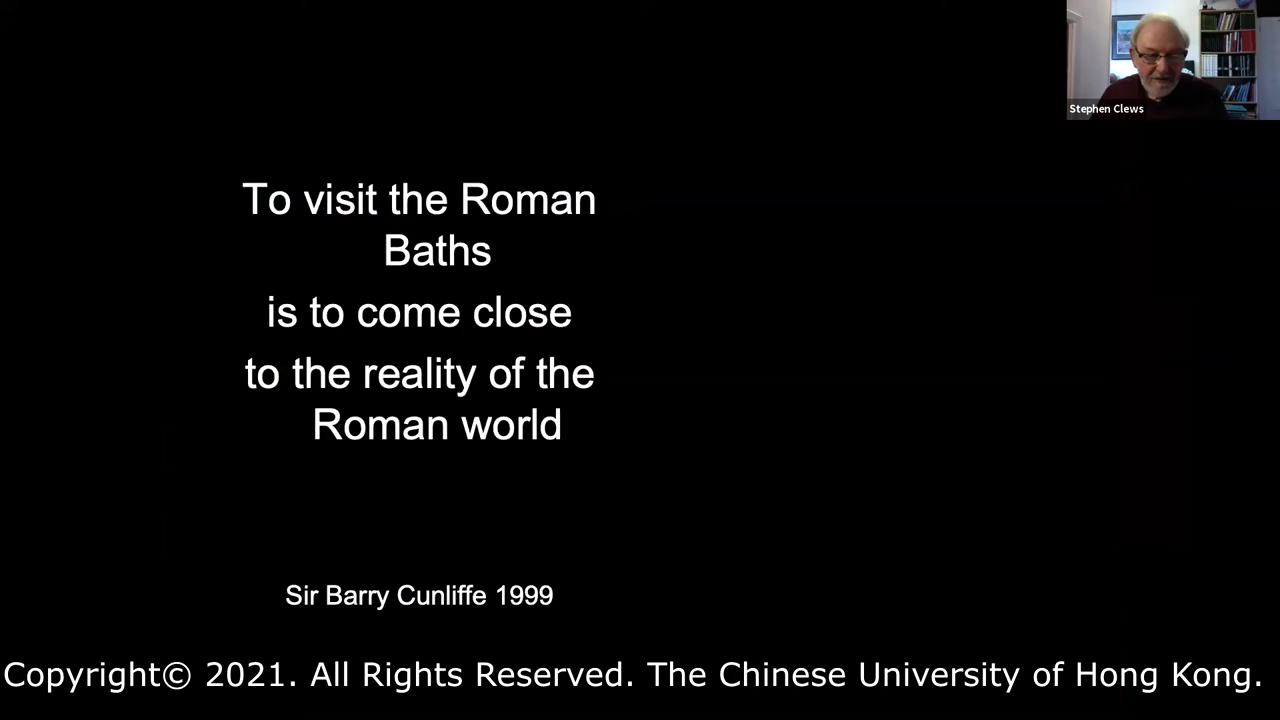 Stephen Clews
To visit the Roman
Baths
is to come close
to the reality of the
Roman world
Sir Barry Cunliffe 1999
Copyright© 2021. All Rights Reserved. The Chinese University of Hong Kong.